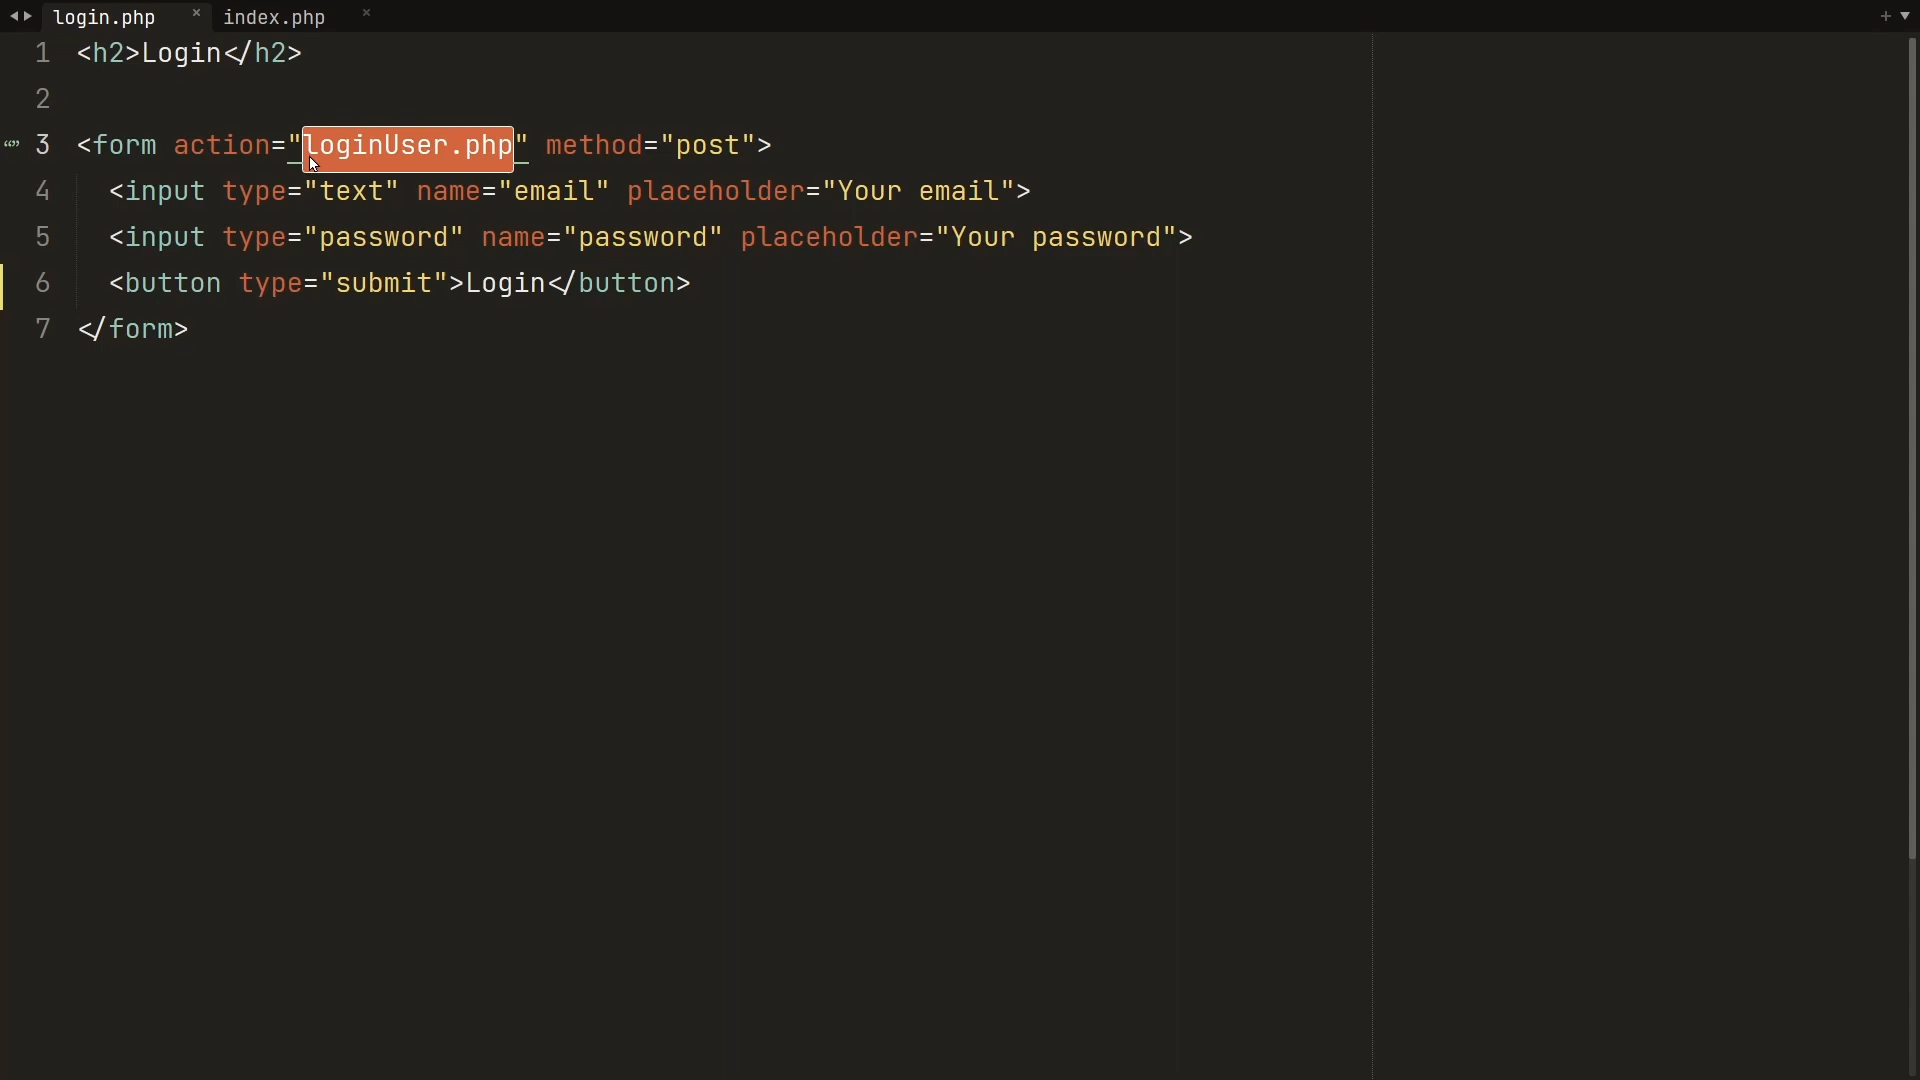 login.php × index.php ×
1 <h2>Login</h2>
2
3 <form action="loginUser.php" method="post">
4 <input type="text" name="email" placeholder="Your email">
5 <input type="password" name="password" placeholder="Your password">
6 <button type="submit">Login</button>
7 </form>